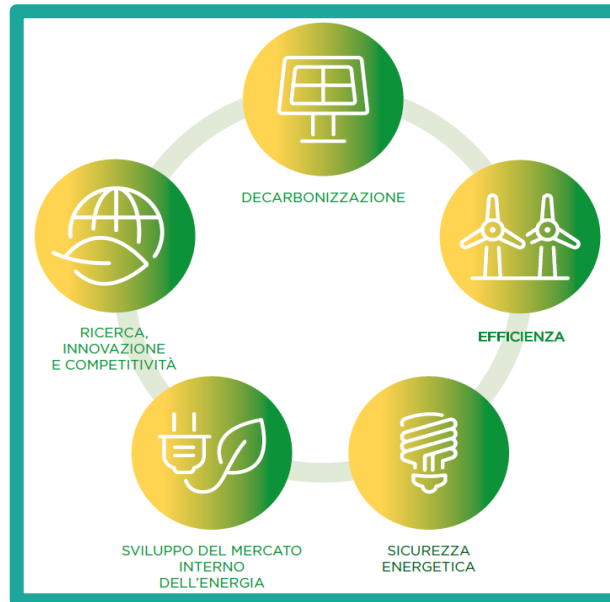 DECARBONIZZAZIONE
EFFICIENZA
RICERCA,
INNOVAZIONE
E COMPETITIVITÀ
SVILUPPO DEL MERCATO
INTERNO
DELL'ENERGIA
SICUREZZA
ENERGETICA